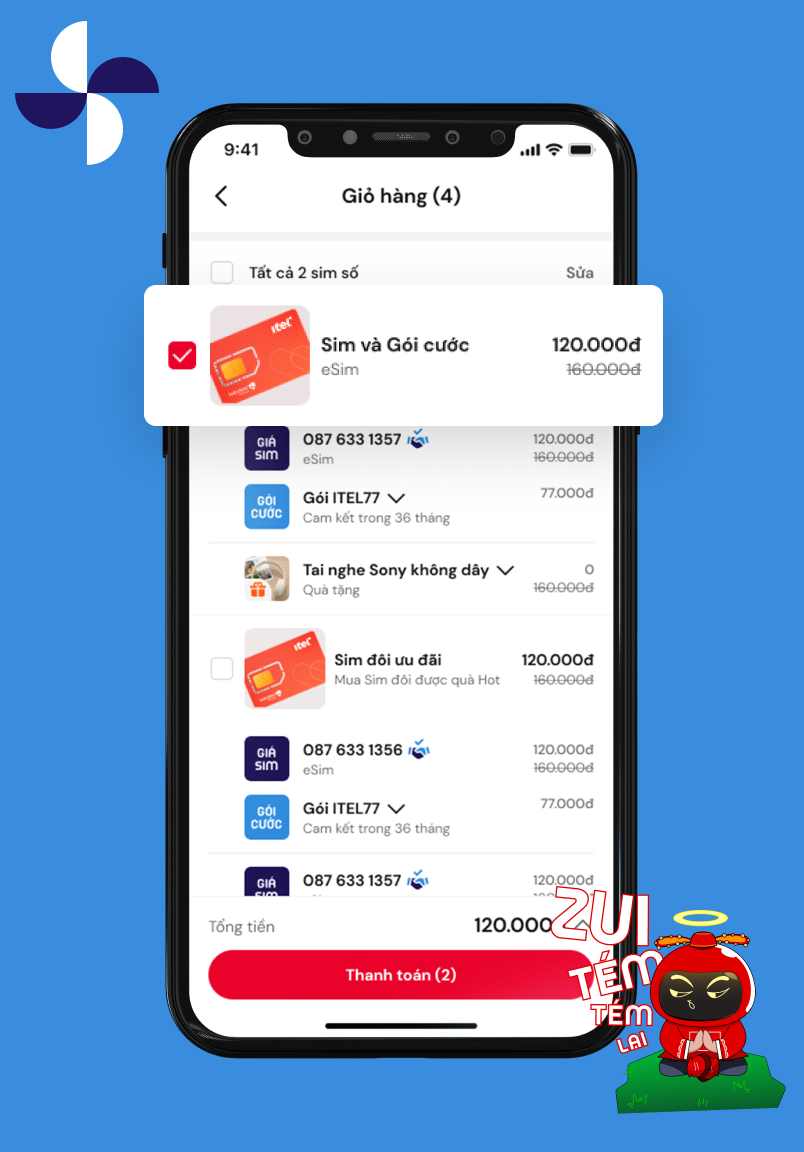 9:41
Giỏ hàng (4)
Tất cả 2 sim số
Sửa
itel
Sim và Gói cước
120.000đ
eSim
160.000đ
GIÁ SIM
087 633 1357
120.000đ
eSim
160.000đ
GÓI CƯỚC
Gói ITEL77
77.000đ
Cam kết trong 36 tháng
Tai nghe Sony không dây
0
Quà tặng
160.000đ
itel
Sim đôi ưu đãi
120.000đ
Mua Sim đôi được quà Hot
160.000đ
GIÁ SIM
087 633 1356
120.000đ
eSim
160.000đ
GÓI CƯỚC
Gói ITEL77
77.000đ
Cam kết trong 36 tháng
GIÁ
087 633 1357
120.000đ
Tổng tiền
120.000
Thanh toán (2)
ZUI
TÉM
TÉM
LẠI